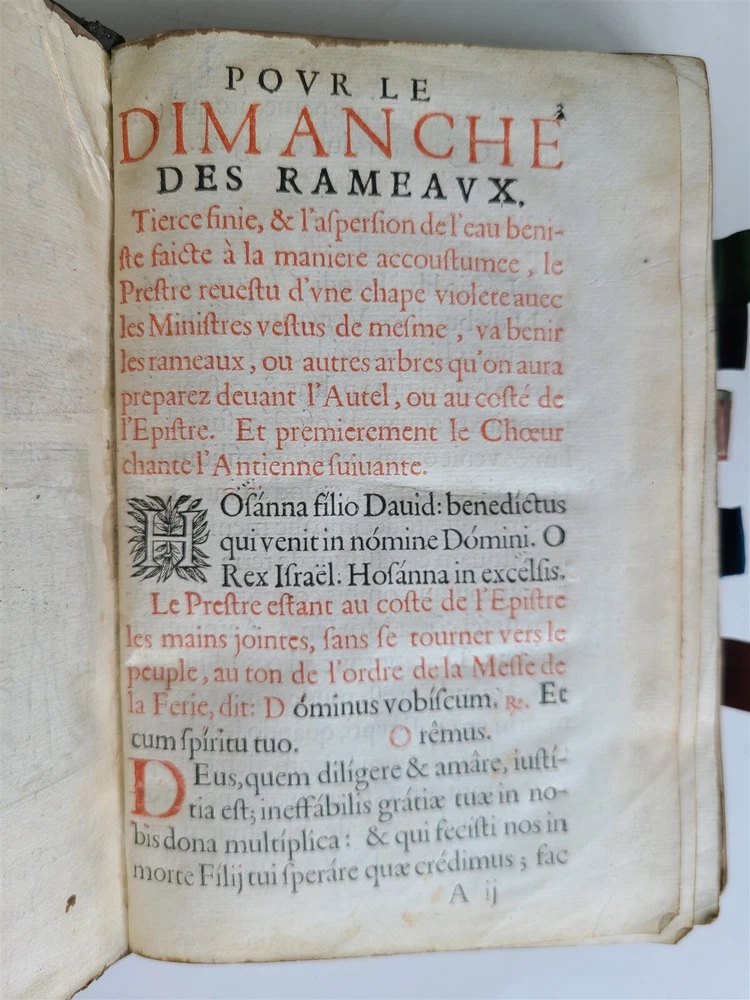 POVR LE
3
DIMANCHE
DES RAMEAVX.
Tierce finie, & l'aſperſion de l'eau beni-
ſte faicte à la maniere accouſtumee, le
Preſtre reueſtu d'vne chape violete auec
les Miniſtres veſtus de meſme, va benir
les rameaux, ou autres arbres qu'on aura
preparez deuant l'Autel, ou au coſté de
l'Epiſtre. Et premierement le Chœur
chante l'Antienne ſuiuante.
HOſánna fílio Dauid: benedíctus
qui venit in nómine Dómini. O
Rex Iſraël: Hoſánna in excélſis.
Le Preſtre eſtant au coſté de l'Epiſtre
les mains jointes, ſans ſe tourner vers le
peuple, au ton de l'ordre de la Meſſe de
la Ferie, dit: D óminus vobíſcum. ℞. Et
cum ſpíritu tuo. O rêmus.
DEus, quem dilígere & amâre, iuſtí-
tia eſt; ineffábilis grátiæ tuæ in no-
bis dona multíplica: & qui feciſti nos in
morte Fílij tui ſperáre quæ crédimus; fac
A ij